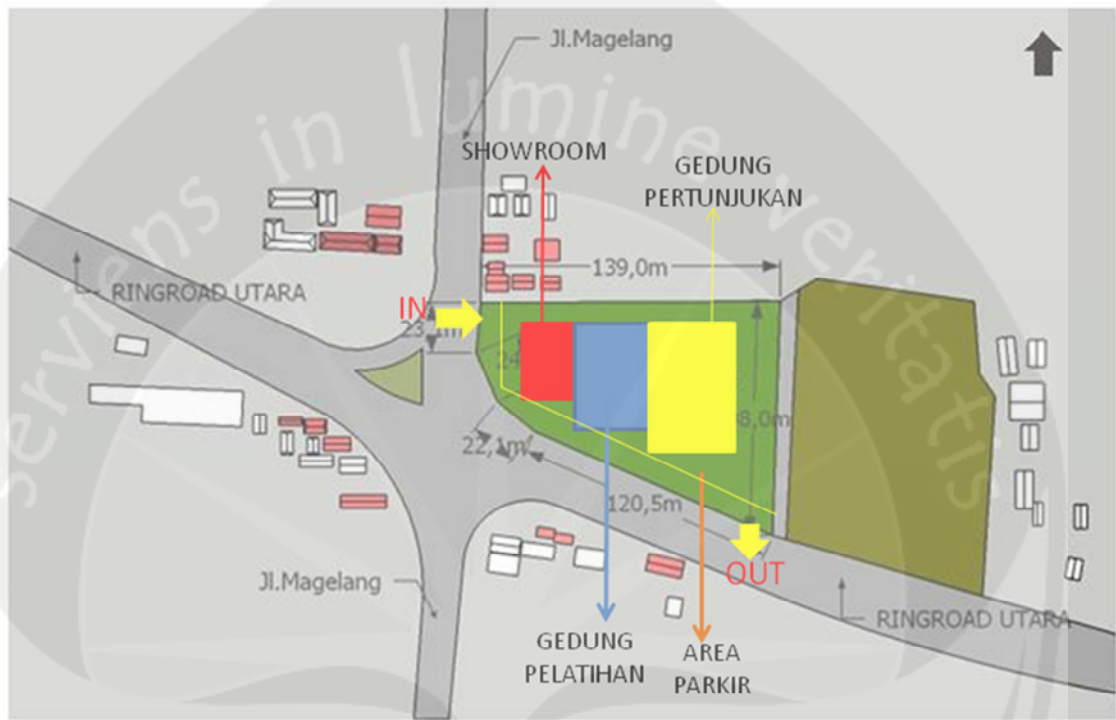 serviens in lumine veritatis
Jl.Magelang
SHOWROOM
GEDUNG
PERTUNJUKAN
139,0m
RINGROAD UTARA
IN
22,1m
120,5m
OUT
Jl.Magelang
RINGROAD UTARA
GEDUNG
PELATIHAN
AREA
PARKIR